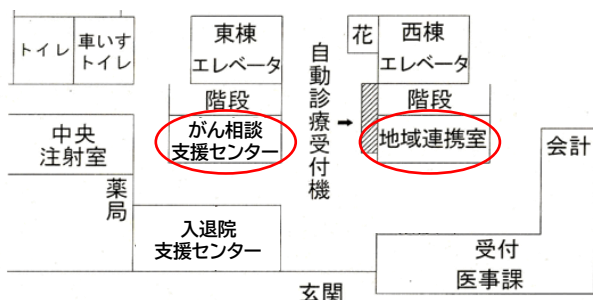 トイレ
車いす
トイレ
東棟
エレベータ
階段
がん相談
支援センター
自動診療受付機
→
花
西棟
エレベータ
階段
地域連携室
会計
中央
注射室
薬局
入退院
支援センター
受付
医事課
玄関